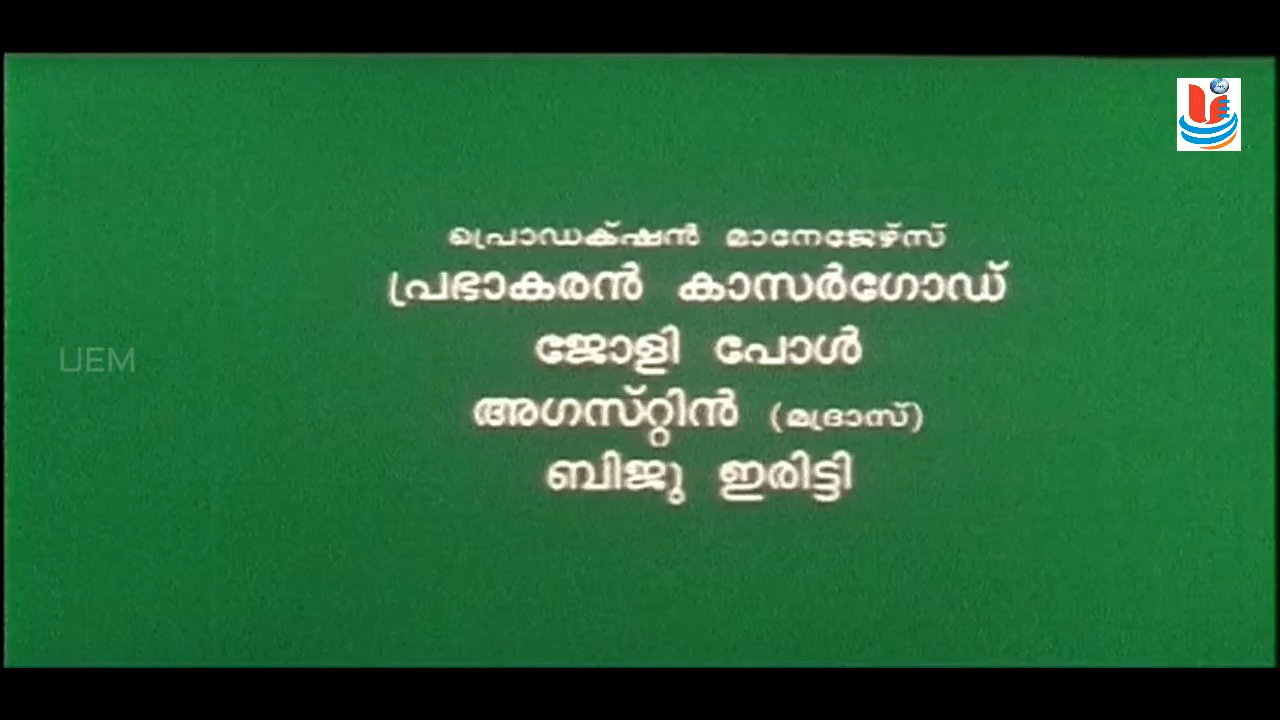 പ്രൊഡക്ഷൻ മാനേജേഴ്സ്
പ്രഭാകരൻ കാസർഗോഡ്
ജോളി പോൾ
UEM
അഗസ്റ്റിൻ (മദ്രാസ്)
ബിജു ഇരിട്ടി